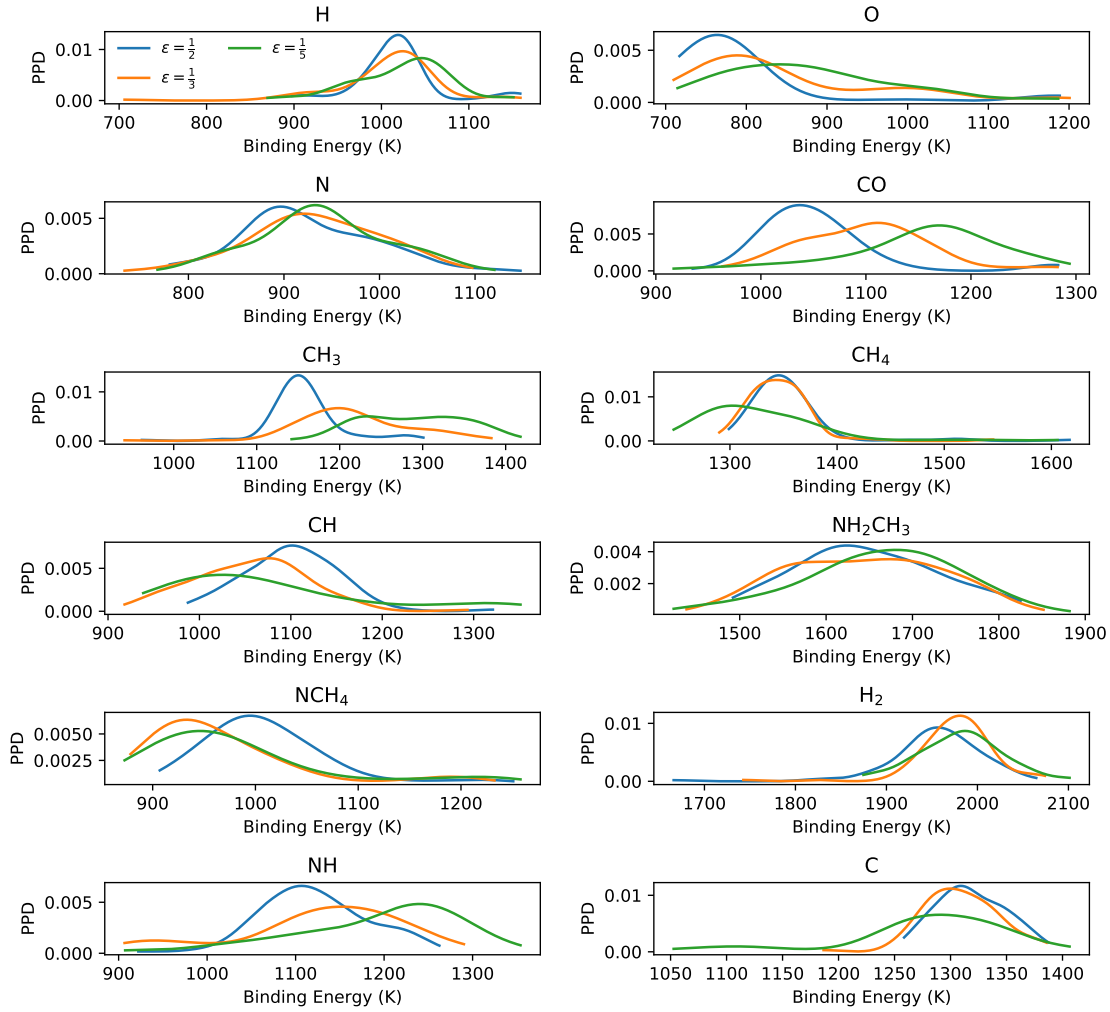 H
PPD
0.01
0.00
ε = 1/2
ε = 1/3
ε = 1/5
700 800 900 1000 1100
Binding Energy (K)
O
PPD
0.005
0.000
700 800 900 1000 1100 1200
Binding Energy (K)
N
PPD
0.005
0.000
800 900 1000 1100
Binding Energy (K)
CO
PPD
0.005
0.000
900 1000 1100 1200 1300
Binding Energy (K)
CH₃
PPD
0.01
0.00
1000 1100 1200 1300 1400
Binding Energy (K)
CH₄
PPD
0.01
0.00
1300 1400 1500 1600
Binding Energy (K)
CH
PPD
0.005
0.000
900 1000 1100 1200 1300
Binding Energy (K)
NH₂CH₃
PPD
0.004
0.002
1500 1600 1700 1800 1900
Binding Energy (K)
NCH₄
PPD
0.0050
0.0025
900 1000 1100 1200
Binding Energy (K)
H₂
PPD
0.01
0.00
1700 1800 1900 2000 2100
Binding Energy (K)
NH
PPD
0.005
0.000
900 1000 1100 1200 1300
Binding Energy (K)
C
PPD
0.01
0.00
1050 1100 1150 1200 1250 1300 1350 1400
Binding Energy (K)